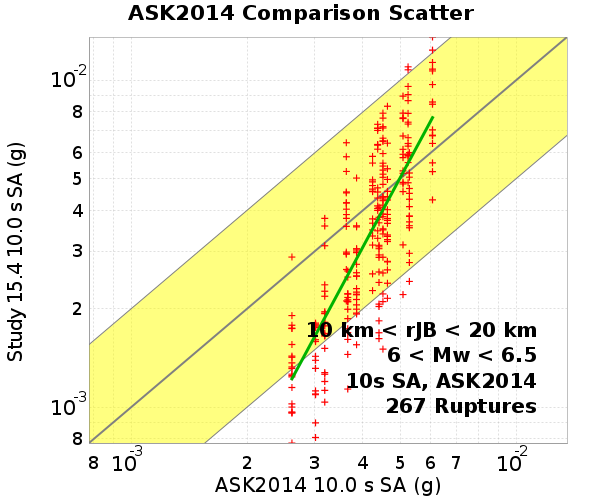 ASK2014 Comparison Scatter
Study 15.4 10.0 s SA (g)
10⁻²
8
6
5
4
3
2
10⁻³
8
10 km < rJB < 20 km
6 < Mw < 6.5
10s SA, ASK2014
267 Ruptures
8 10⁻³ 2 3 4 5 6 7 10⁻²
ASK2014 10.0 s SA (g)